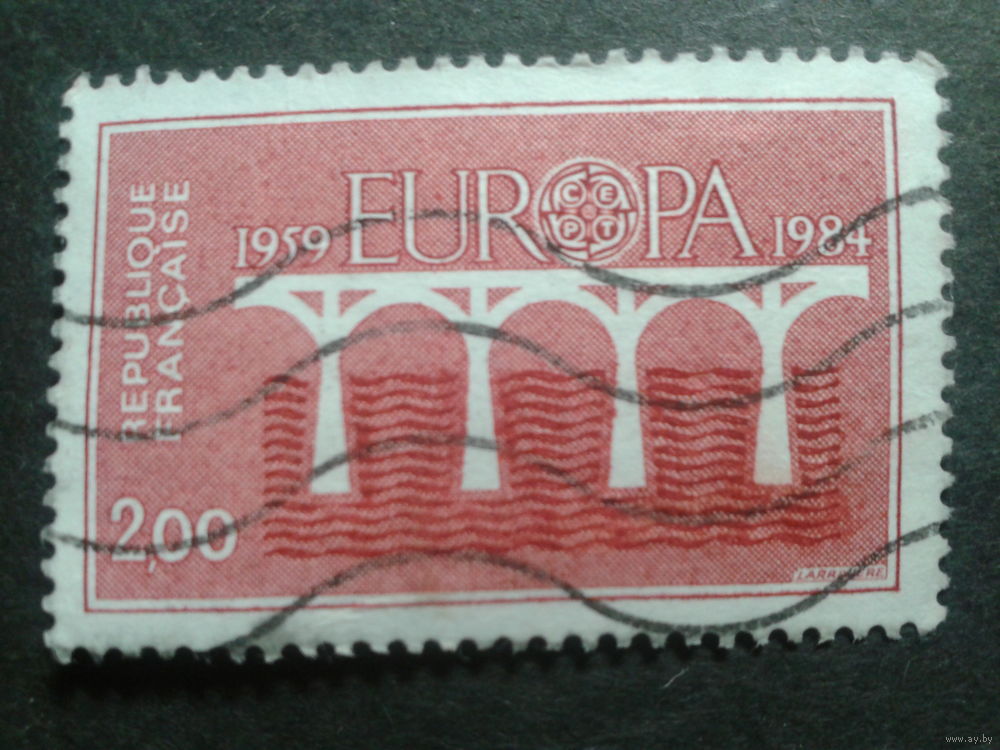 REPUBLIQUE
FRANÇAISE
1959 EUROPA 1984
CEPT
2,00
LARRIVIERE
www.ay.by